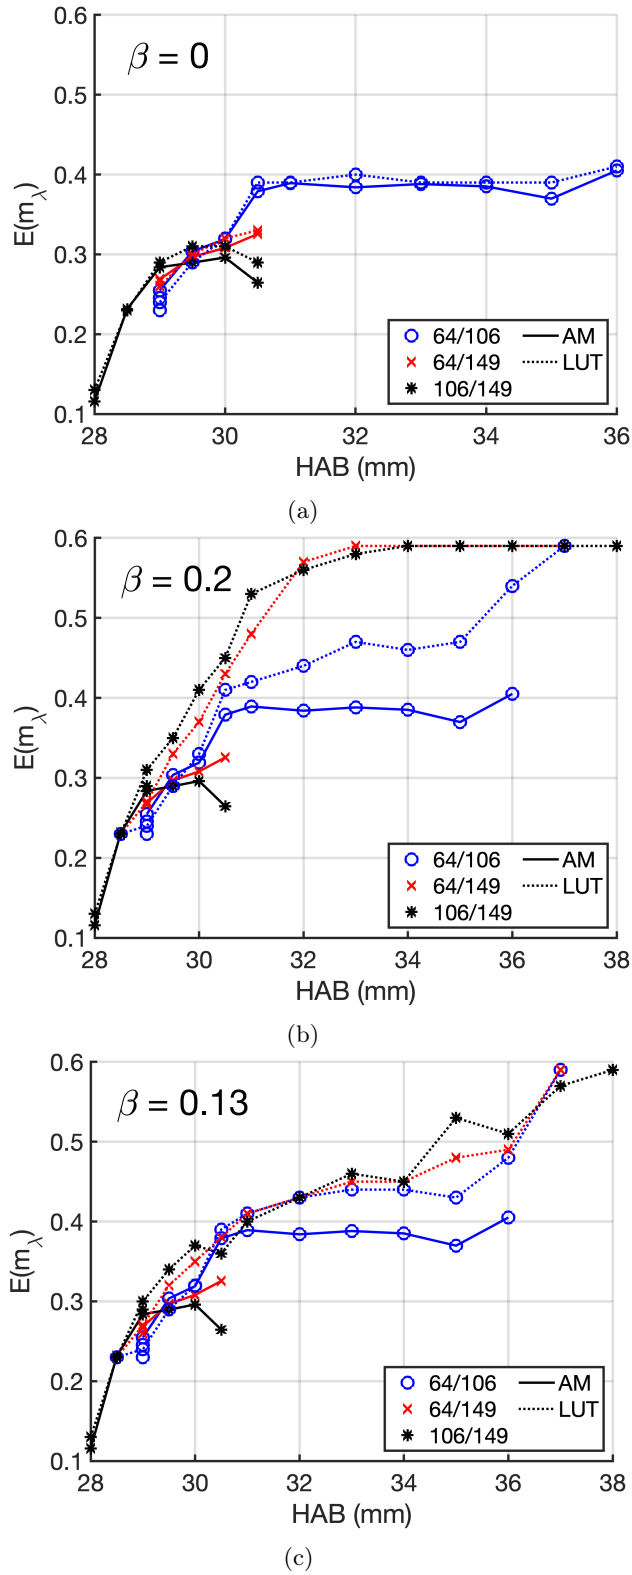 0.6
β = 0
0.5
0.4
E(mλ)
0.3
0.2
64/106 AM
64/149 LUT
106/149
0.1
28 30 32 34 36
HAB (mm)
(a)
0.6
β = 0.2
0.5
0.4
E(mλ)
0.3
0.2
64/106 AM
64/149 LUT
106/149
0.1
28 30 32 34 36 38
HAB (mm)
(b)
0.6
β = 0.13
0.5
0.4
E(mλ)
0.3
0.2
64/106 AM
64/149 LUT
106/149
0.1
28 30 32 34 36 38
HAB (mm)
(c)